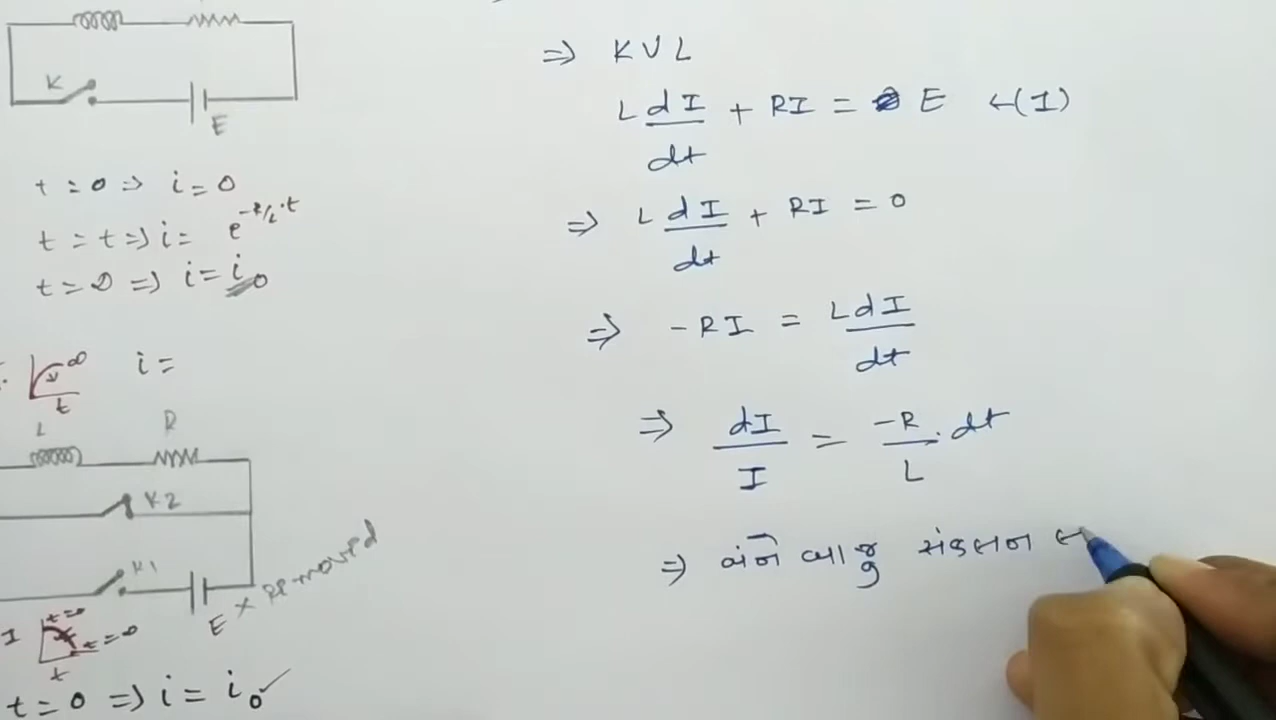 K
E
t = 0 ⇒ i = 0
t = t ⇒ i = e^-R/L·t
t = ∞ ⇒ i = i₀
∞
t
i =
L
R
K2
K1
E × Removed
I
t=0
t=∞
t
t = 0 ⇒ i = i₀ ✓
⇒ KVL
L dI/dt + RI = E ←(1)
⇒ L dI/dt + RI = 0
⇒ -RI = L dI/dt
⇒ dI/I = -R/L · dt
⇒ બંને બાજુ સંકલન